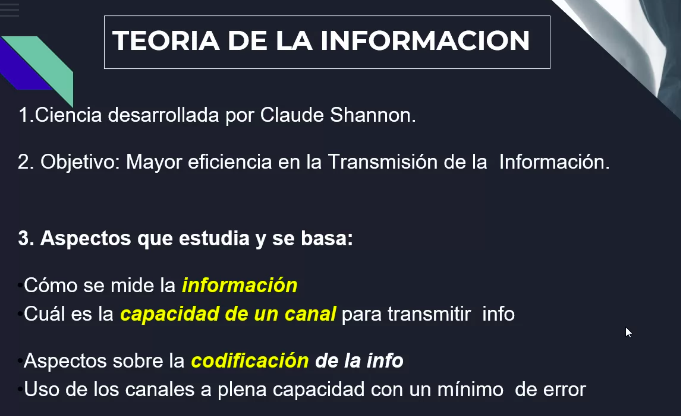 TEORIA DE LA INFORMACION
1.Ciencia desarrollada por Claude Shannon.
2. Objetivo: Mayor eficiencia en la Transmisión de la Información.
3. Aspectos que estudia y se basa:
•Cómo se mide la información
•Cuál es la capacidad de un canal para transmitir info
•Aspectos sobre la codificación de la info
•Uso de los canales a plena capacidad con un mínimo de error